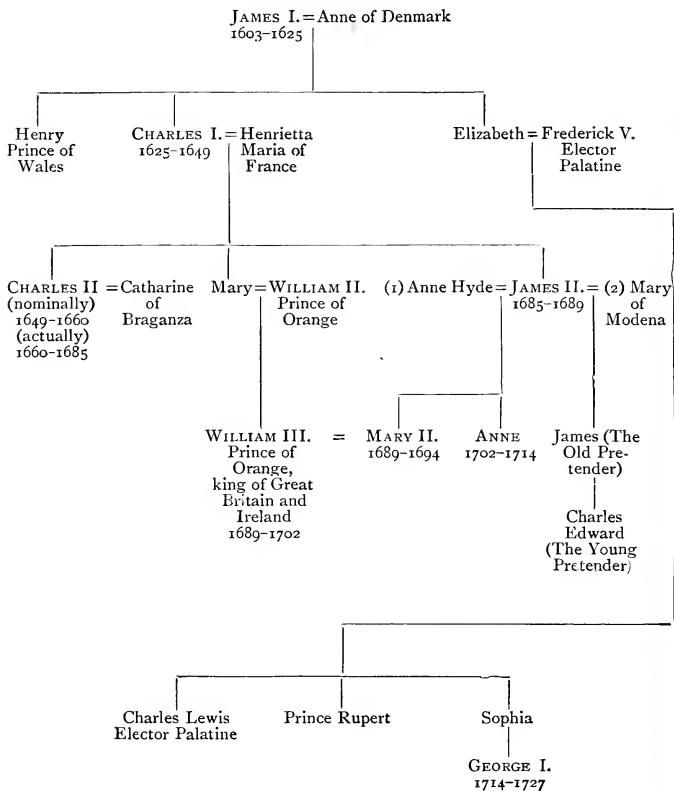 JAMES I. = Anne of Denmark
1603-1625
Henry
Prince of
Wales
CHARLES I. = Henrietta
1625-1649 Maria of
France
Elizabeth = Frederick V.
Elector
Palatine
CHARLES II = Catharine
(nominally) of
1649-1660 Braganza
(actually)
1660-1685
Mary = WILLIAM II.
Prince of
Orange
(1) Anne Hyde = JAMES II. = (2) Mary
1685-1689 of
Modena
WILLIAM III. = MARY II.
Prince of 1689-1694
Orange,
king of Great
Britain and
Ireland
1689-1702
ANNE
1702-1714
James (The
Old Pre-
tender)
Charles
Edward
(The Young
Pretender)
Charles Lewis
Elector Palatine
Prince Rupert
Sophia
GEORGE I.
1714-1727